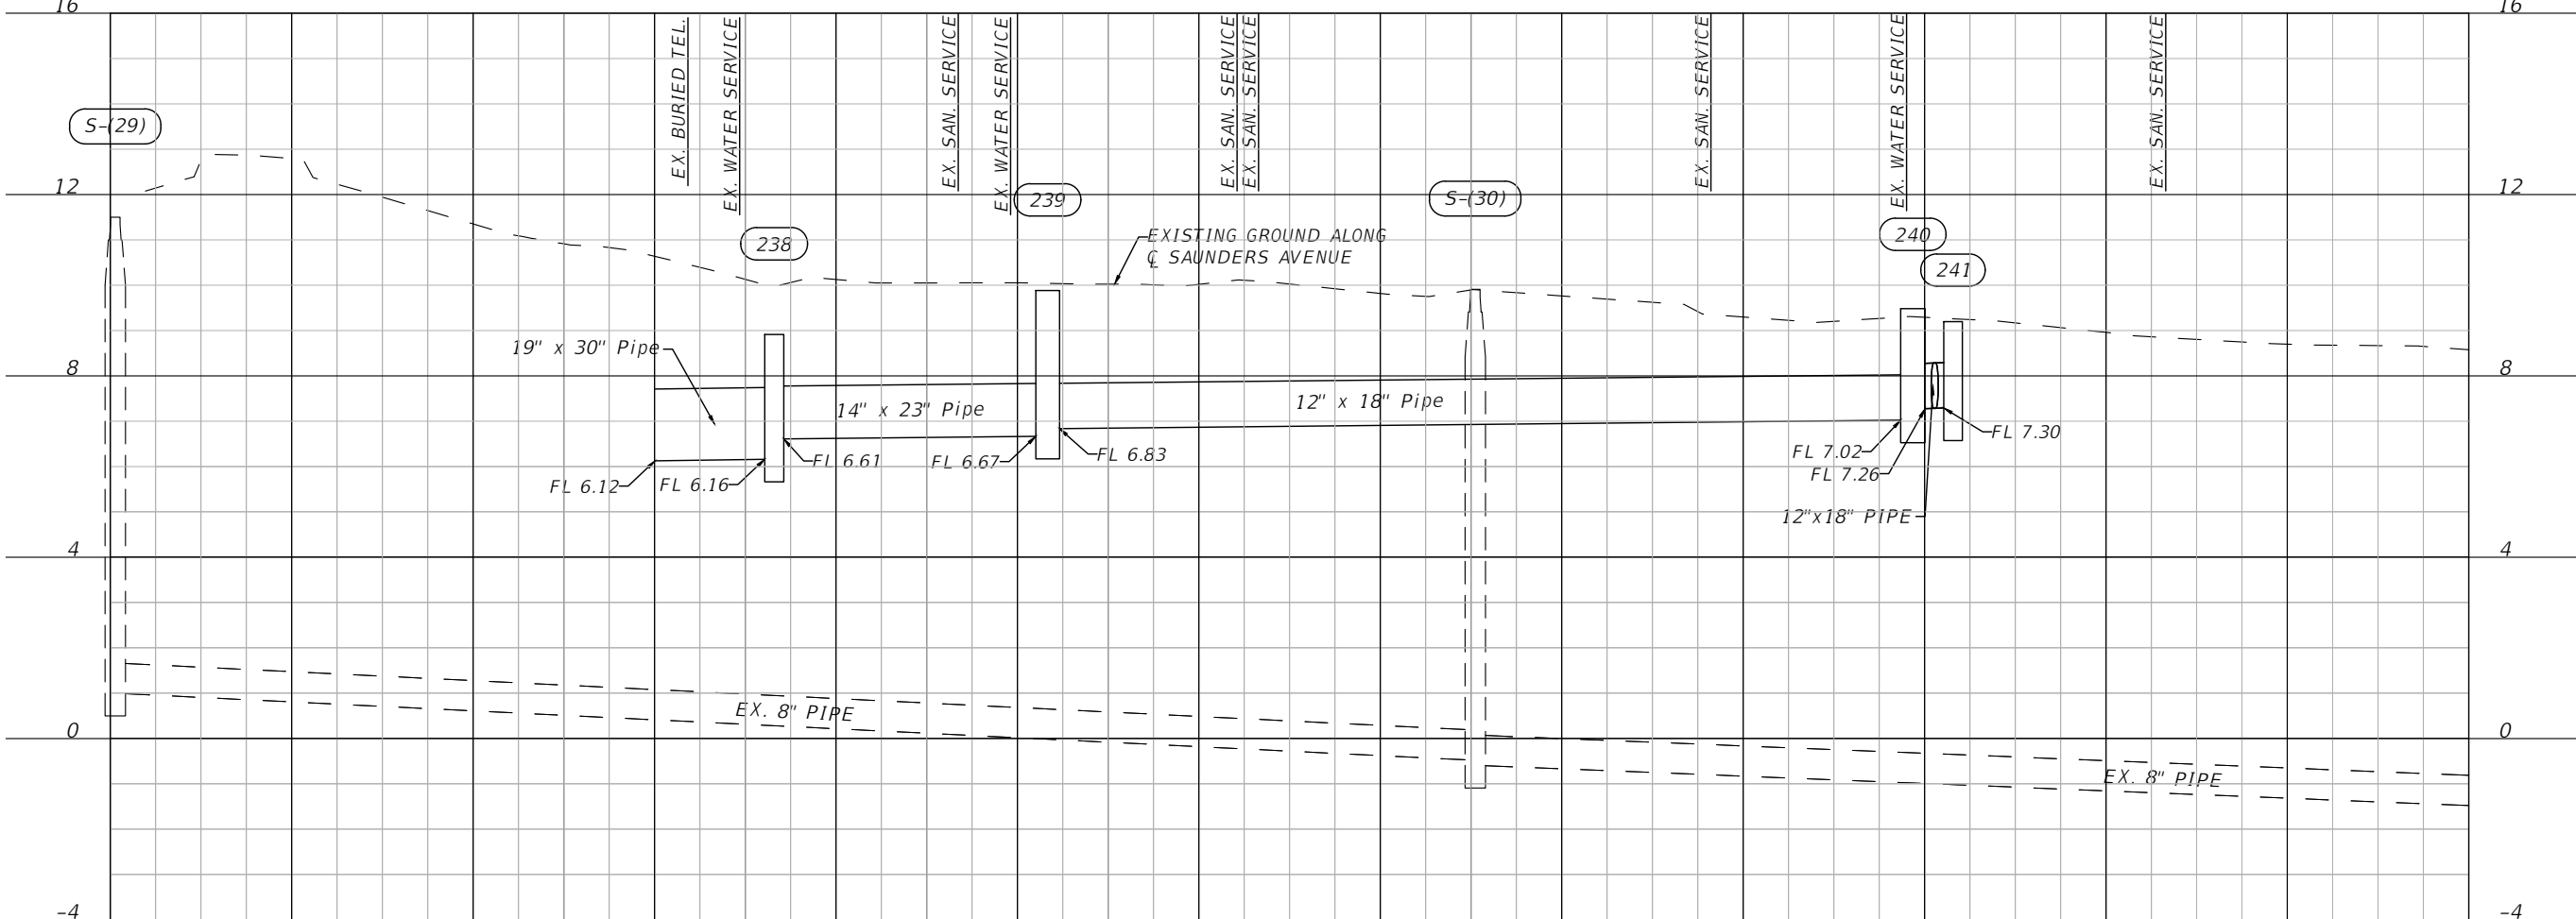 16
16
EX. BURIED TEL.
EX. WATER SERVICE
EX. SAN. SERVICE
EX. WATER SERVICE
EX. SAN. SERVICE
EX. SAN. SERVICE
EX. SAN. SERVICE
EX. WATER SERVICE
EX. SAN. SERVICE
S-(29)
12
12
239
S-(30)
238
EXISTING GROUND ALONG
℄ SAUNDERS AVENUE
240
241
19" x 30" Pipe
8
8
14" x 23" Pipe
12" x 18" Pipe
FL 6.12
FL 6.16
FL 6.61
FL 6.67
FL 6.83
FL 7.02
FL 7.26
FL 7.30
12"x18" PIPE
4
4
EX. 8" PIPE
0
0
EX. 8" PIPE
-4
-4